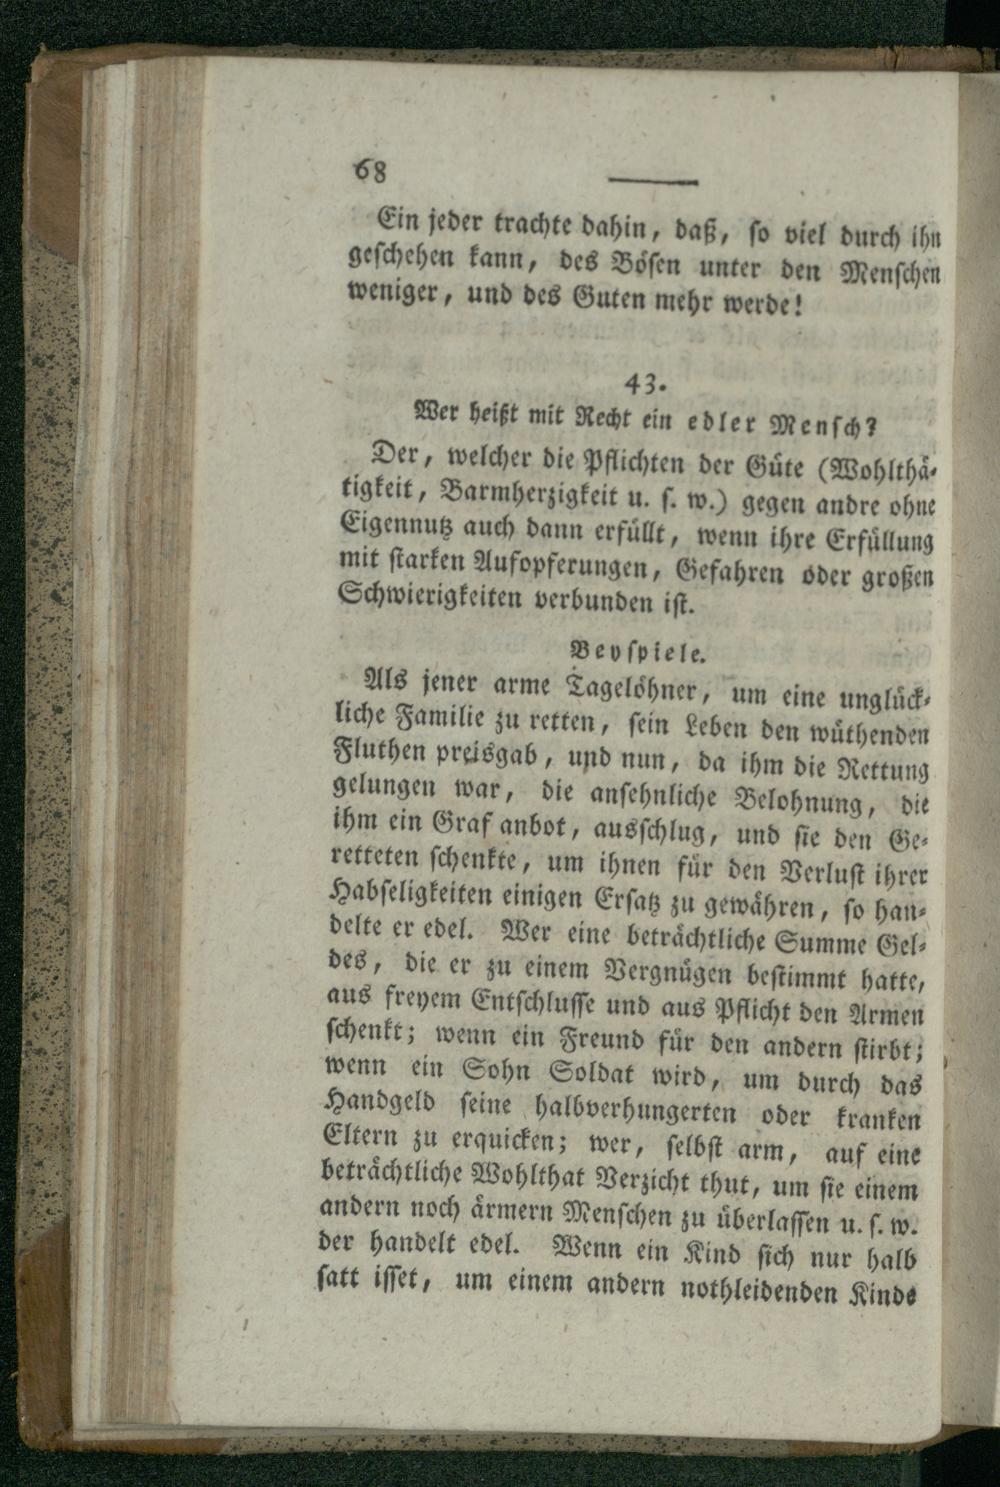 68
Ein jeder trachte dahin, daß, so viel durch ihn
geschehen kann, des Bösen unter den Menschen
weniger, und des Guten mehr werde!
43.
Wer heißt mit Recht ein edler Mensch?
Der, welcher die Pflichten der Güte (Wohlthä-
tigkeit, Barmherzigkeit u. s. w.) gegen andre ohne
Eigennutz auch dann erfüllt, wenn ihre Erfüllung
mit starken Aufopferungen, Gefahren oder großen
Schwierigkeiten verbunden ist.
Beyspiele.
Als jener arme Tagelöhner, um eine unglück-
liche Familie zu retten, sein Leben den wüthenden
Fluthen preisgab, und nun, da ihm die Rettung
gelungen war, die ansehnliche Belohnung, die
ihm ein Graf anbot, ausschlug, und sie den Ge-
retteten schenkte, um ihnen für den Verlust ihrer
Habseligkeiten einigen Ersatz zu gewähren, so han-
delte er edel. Wer eine beträchtliche Summe Gel-
des, die er zu einem Vergnügen bestimmt hatte,
aus freyem Entschlusse und aus Pflicht den Armen
schenkt; wenn ein Freund für den andern stirbt;
wenn ein Sohn Soldat wird, um durch das
Handgeld seine halbverhungerten oder kranken
Eltern zu erquicken; wer, selbst arm, auf eine
beträchtliche Wohlthat Verzicht thut, um sie einem
andern noch ärmern Menschen zu überlassen u. s. w.
der handelt edel. Wenn ein Kind sich nur halb
satt isset, um einem andern nothleidenden Kinde